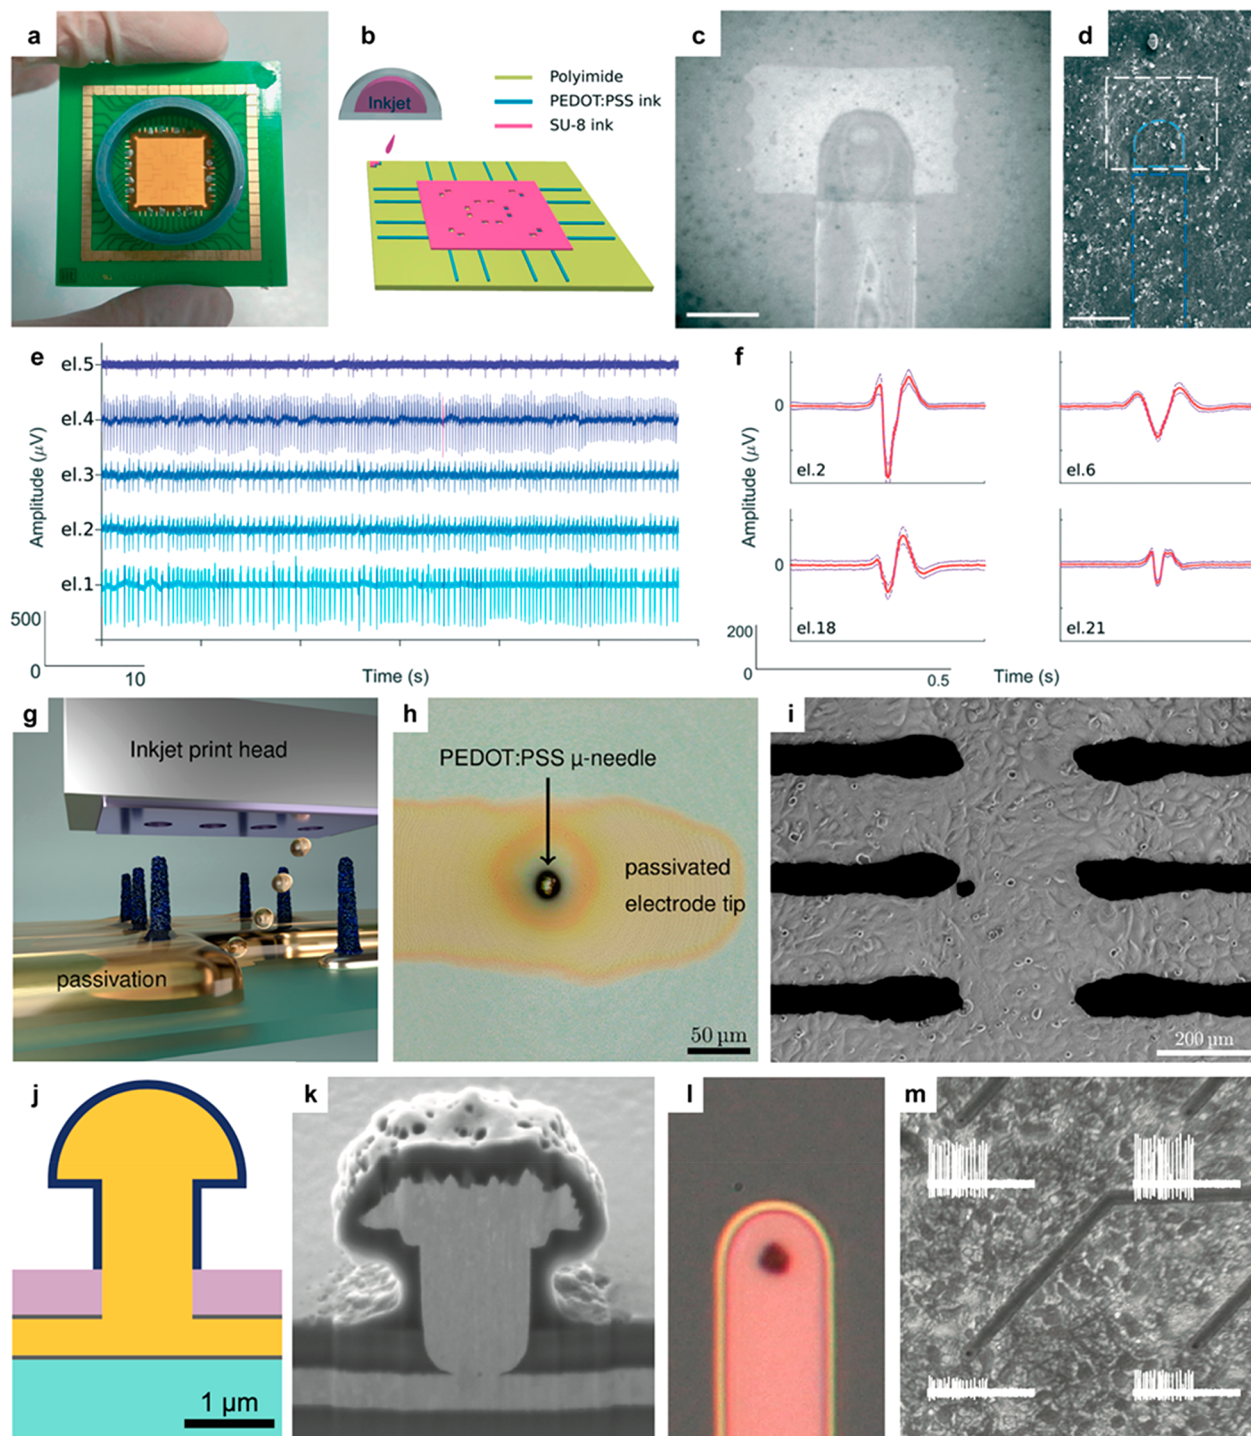 a
b
Inkjet
Polyimide
PEDOT:PSS ink
SU-8 ink
c
d
e
el.5
el.4
el.3
el.2
el.1
Amplitude (μV)
500
0
10
Time (s)
f
0
el.2
el.6
0
el.18
el.21
Amplitude (μV)
200
0
0.5
Time (s)
g
Inkjet print head
passivation
h
PEDOT:PSS μ-needle
passivated
electrode tip
50 μm
i
200 μm
j
1 μm
k
l
m